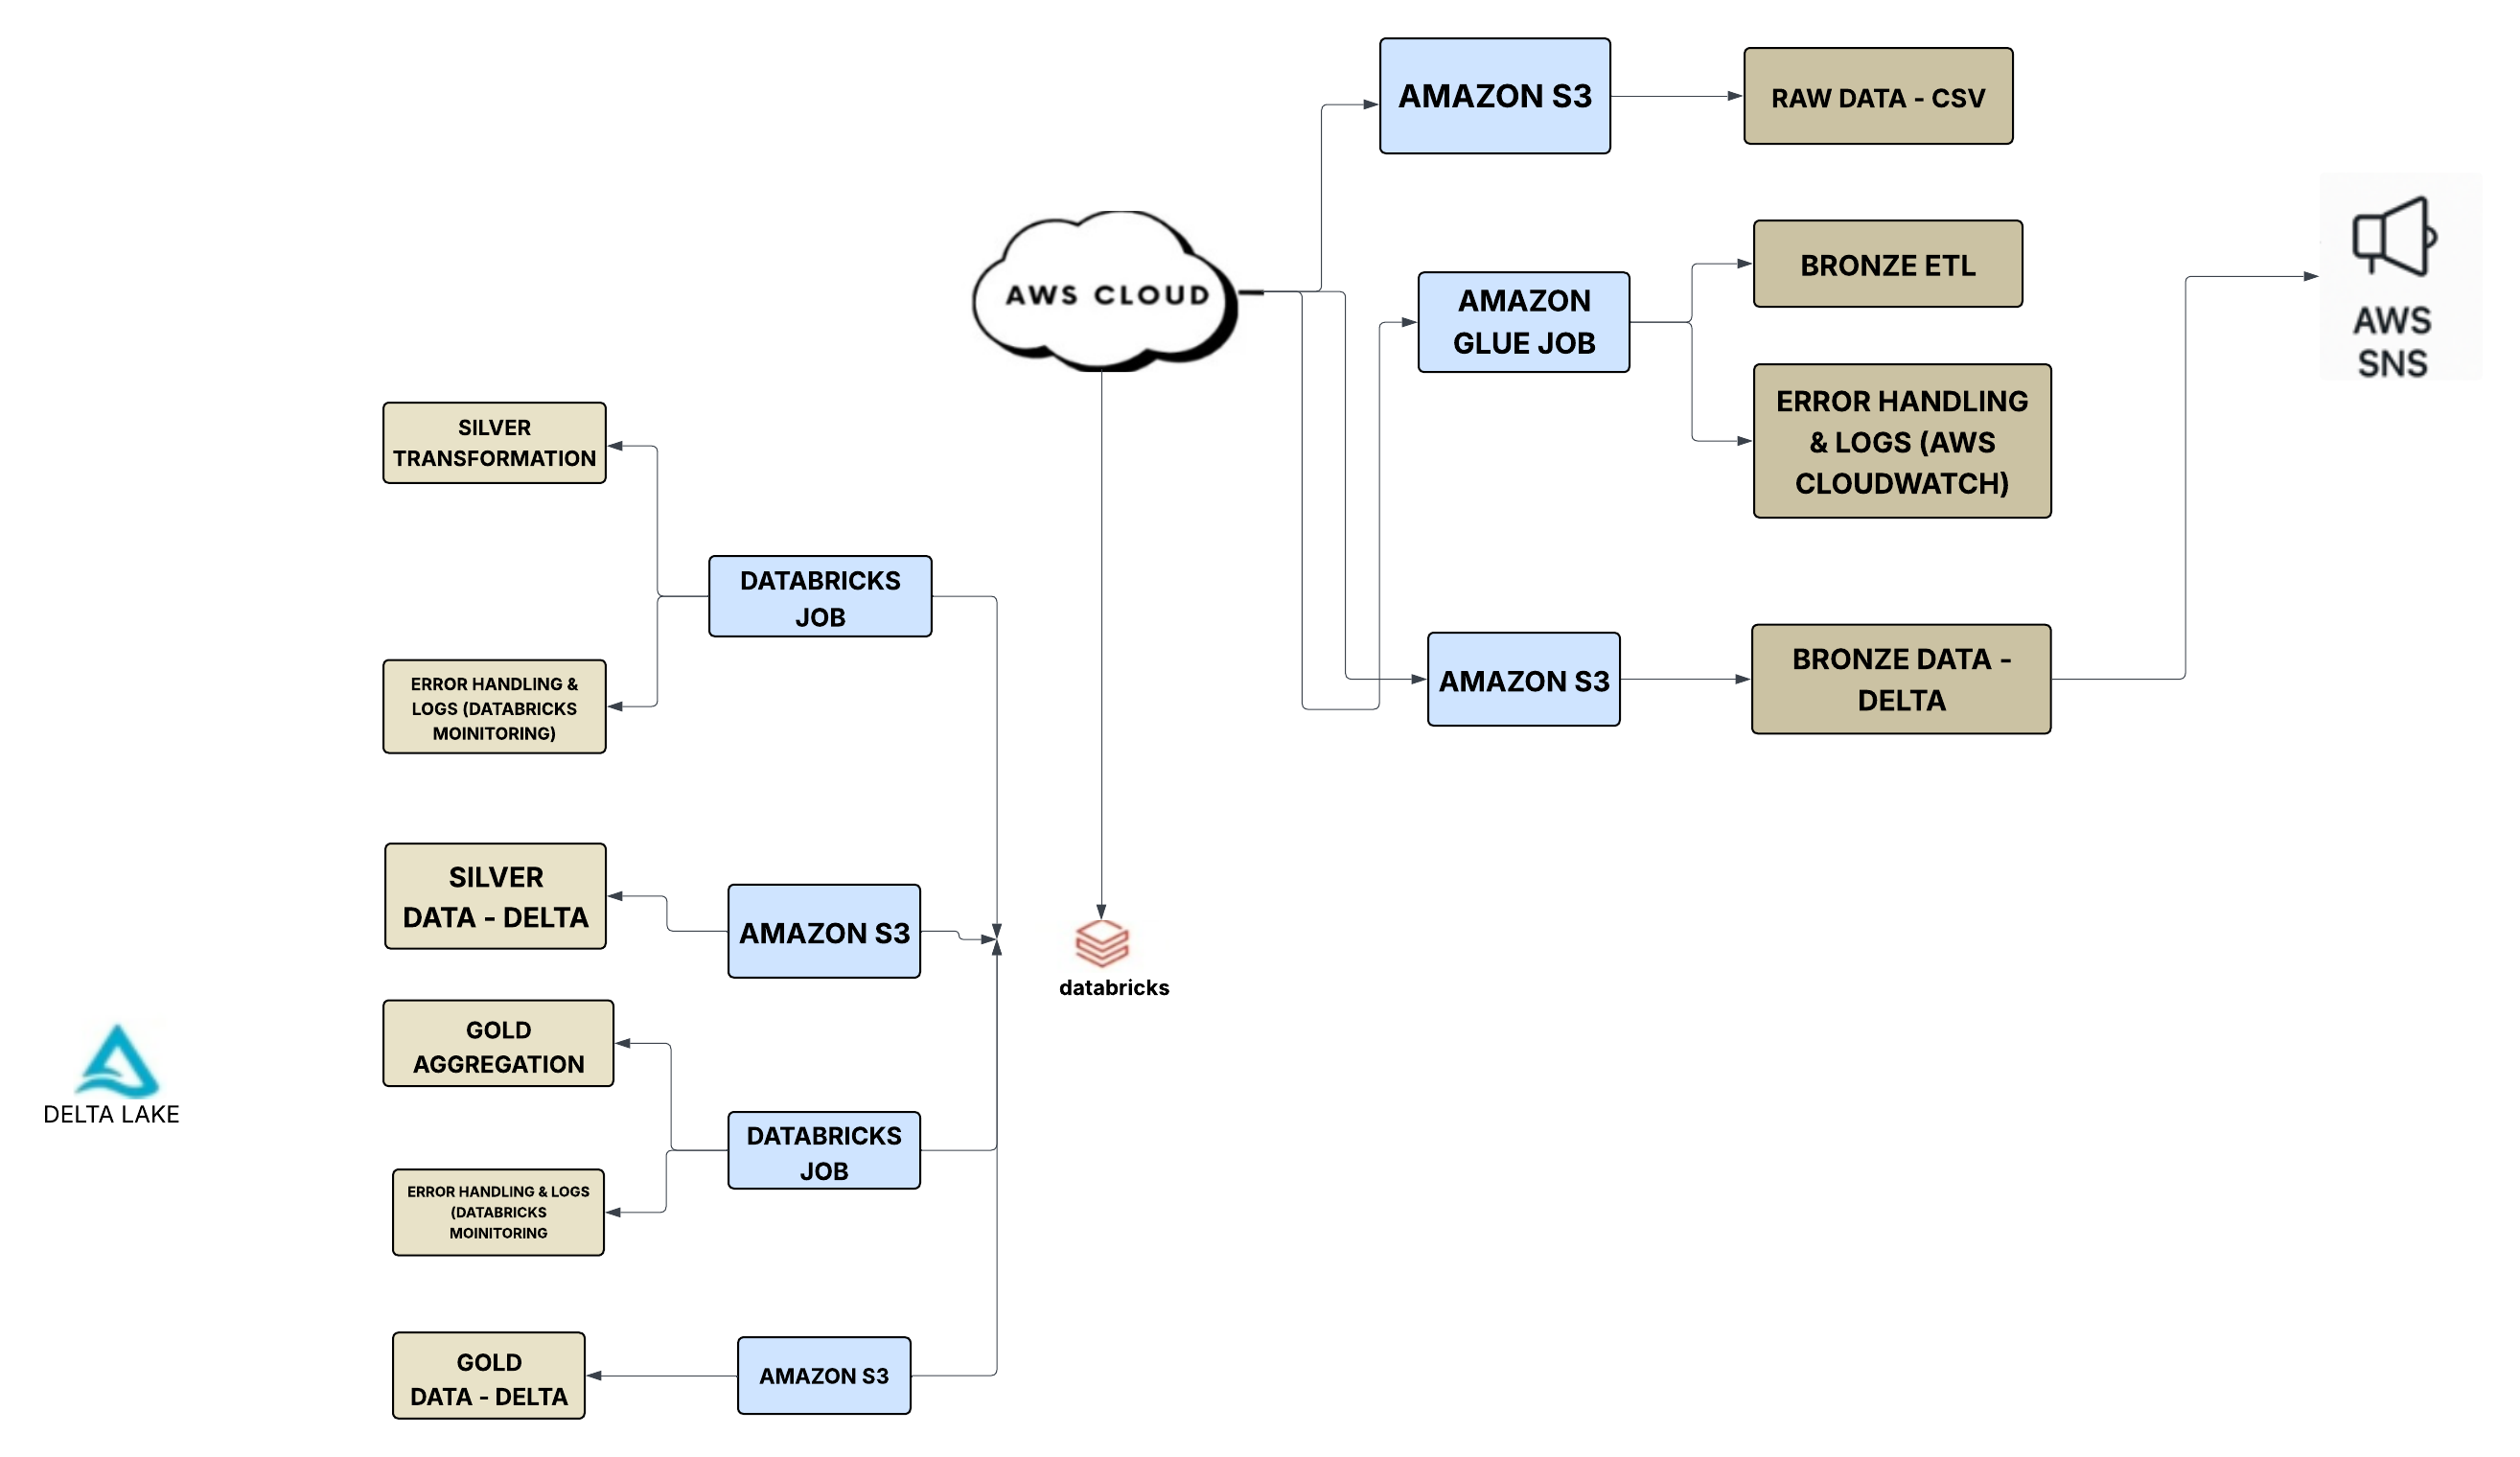 AMAZON S3
RAW DATA - CSV
AWS CLOUD
AMAZON
GLUE JOB
BRONZE ETL
ERROR HANDLING
& LOGS (AWS
CLOUDWATCH)
AWS
SNS
AMAZON S3
BRONZE DATA -
DELTA
SILVER
TRANSFORMATION
DATABRICKS
JOB
ERROR HANDLING &
LOGS (DATABRICKS
MOINITORING)
SILVER
DATA - DELTA
AMAZON S3
databricks
GOLD
AGGREGATION
DELTA LAKE
DATABRICKS
JOB
ERROR HANDLING & LOGS
(DATABRICKS
MOINITORING
GOLD
DATA - DELTA
AMAZON S3